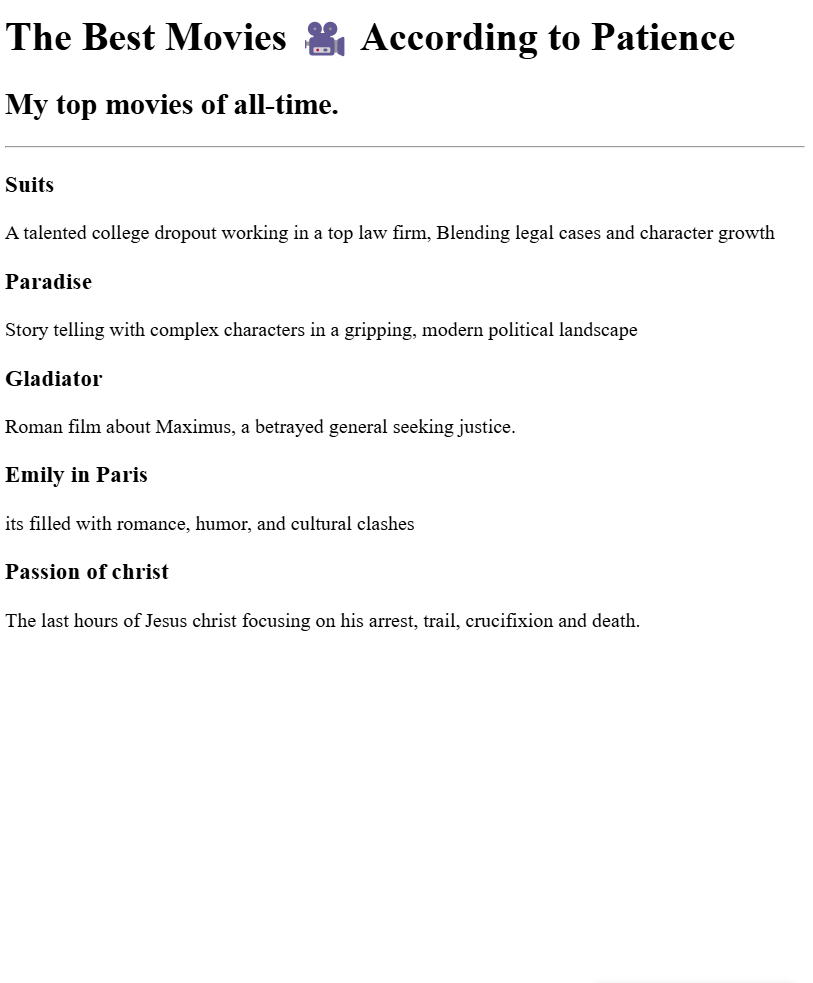 The Best Movies 🎥 According to Patience
My top movies of all-time.
Suits
A talented college dropout working in a top law firm, Blending legal cases and character growth
Paradise
Story telling with complex characters in a gripping, modern political landscape
Gladiator
Roman film about Maximus, a betrayed general seeking justice.
Emily in Paris
its filled with romance, humor, and cultural clashes
Passion of christ
The last hours of Jesus christ focusing on his arrest, trail, crucifixion and death.